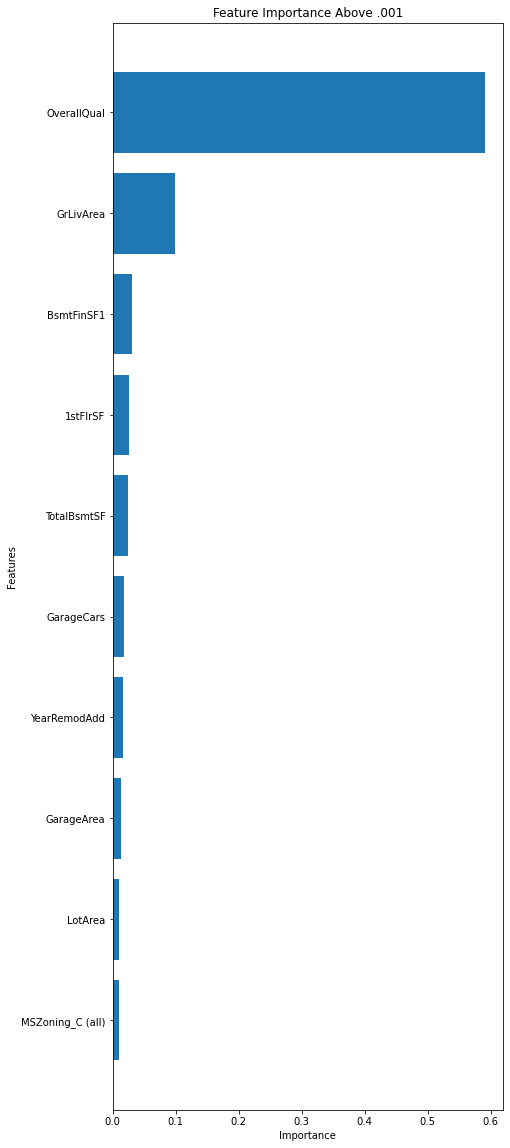 Feature Importance Above .001
OverallQual
GrLivArea
BsmtFinSF1
1stFlrSF
TotalBsmtSF
GarageCars
YearRemodAdd
GarageArea
LotArea
MSZoning_C (all)
Features
0.0 0.1 0.2 0.3 0.4 0.5 0.6
Importance